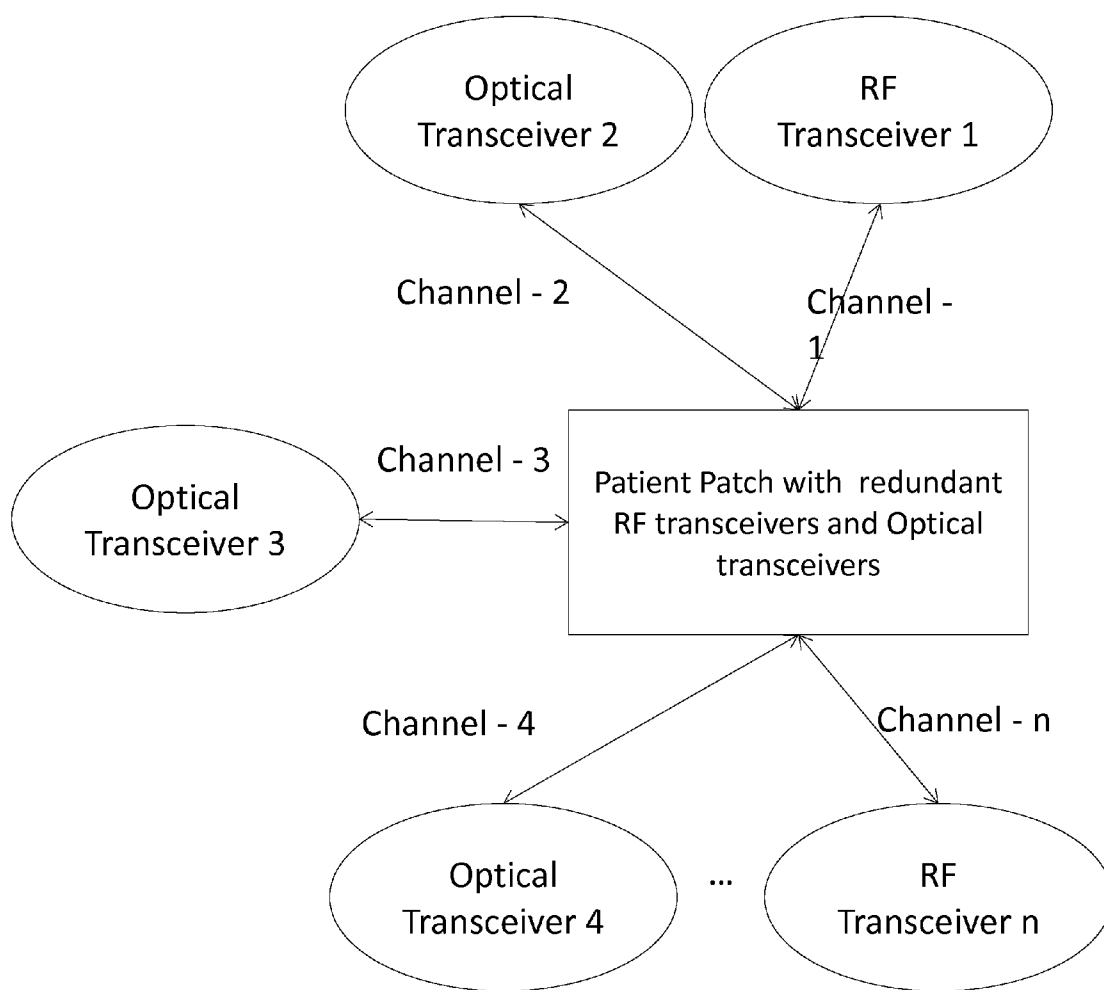 Optical
Transceiver 2
RF
Transceiver 1
Channel - 2
Channel -
1
Channel - 3
Optical
Transceiver 3
Patient Patch with redundant
RF transceivers and Optical
transceivers
Channel - 4
Channel - n
Optical
Transceiver 4
...
RF
Transceiver n